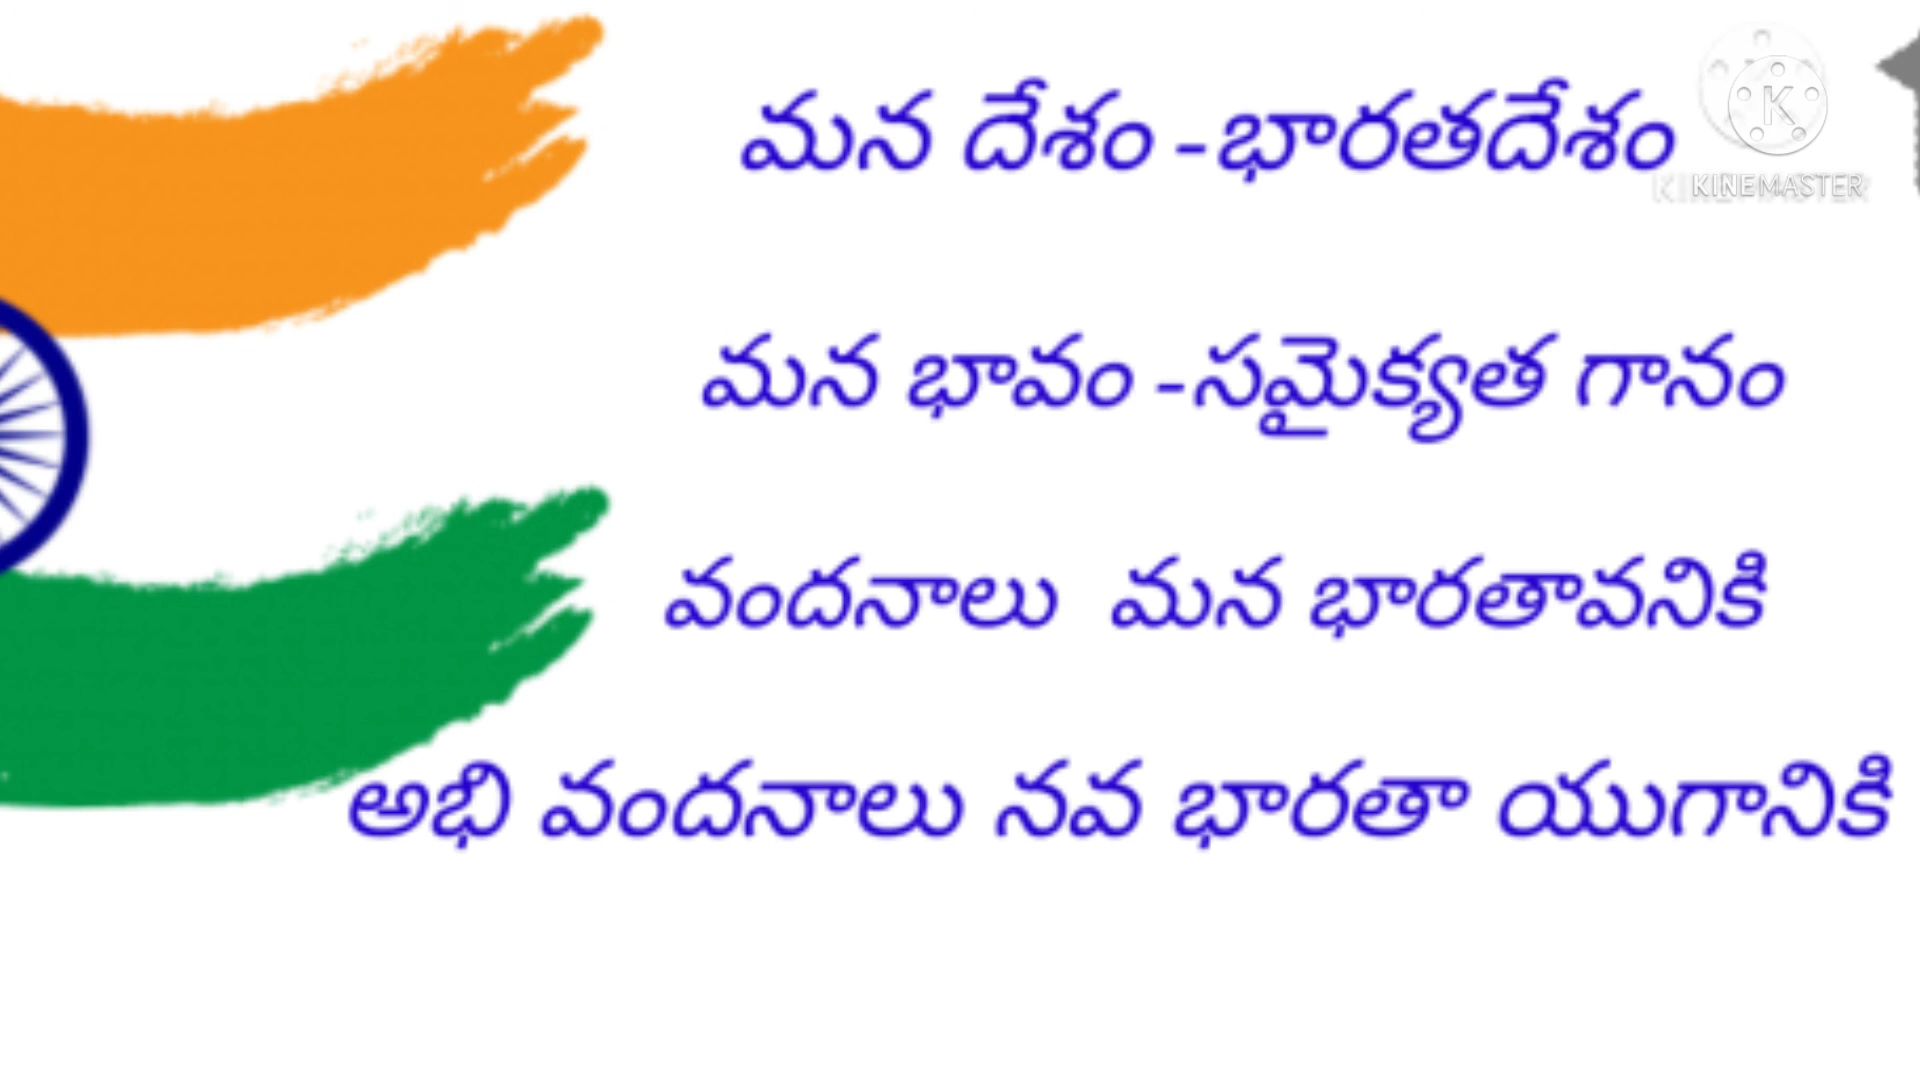 మన దేశం -భారతదేశం
KINEMASTER
మన భావం -సమైక్యత గానం
వందనాలు మన భారతావనికి
అభి వందనాలు నవ భారతా యుగానికి